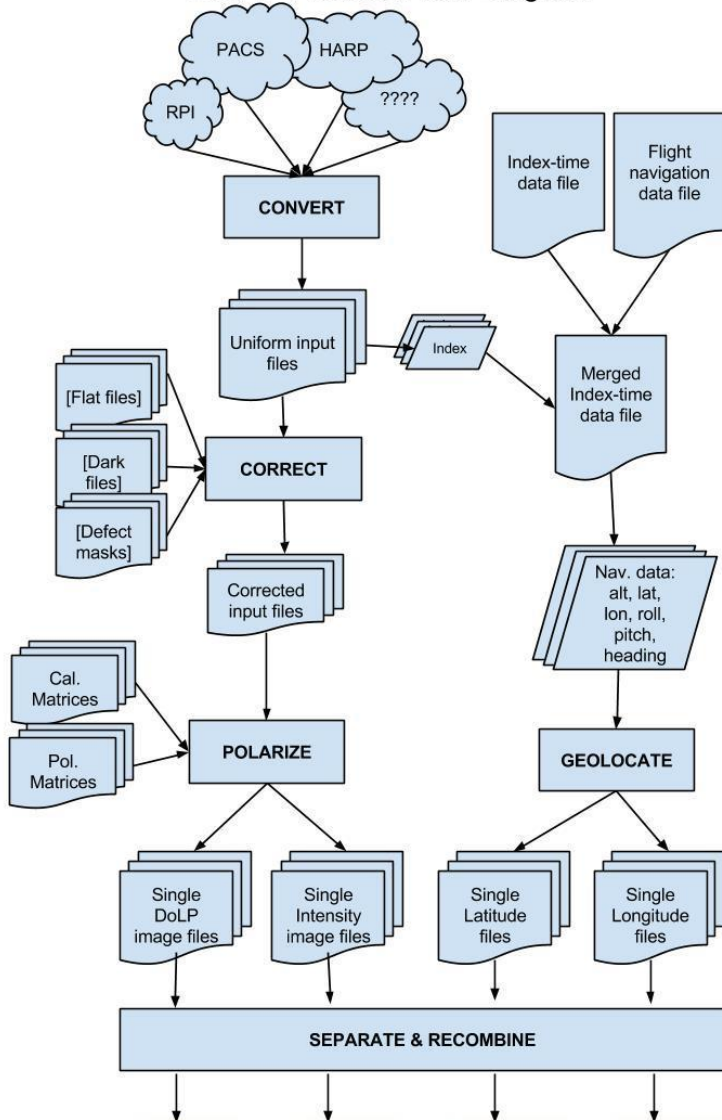 PACS
HARP
RPI
????
Index-time
data file
Flight
navigation
data file
CONVERT
Uniform input
files
Index
Merged
Index-time
data file
[Flat files]
[Dark
files]
[Defect
masks]
CORRECT
Corrected
input files
Nav. data:
alt, lat,
lon, roll,
pitch,
heading
Cal.
Matrices
Pol.
Matrices
POLARIZE
GEOLOCATE
Single
DoLP
image files
Single
Intensity
image files
Single
Latitude
files
Single
Longitude
files
SEPARATE & RECOMBINE